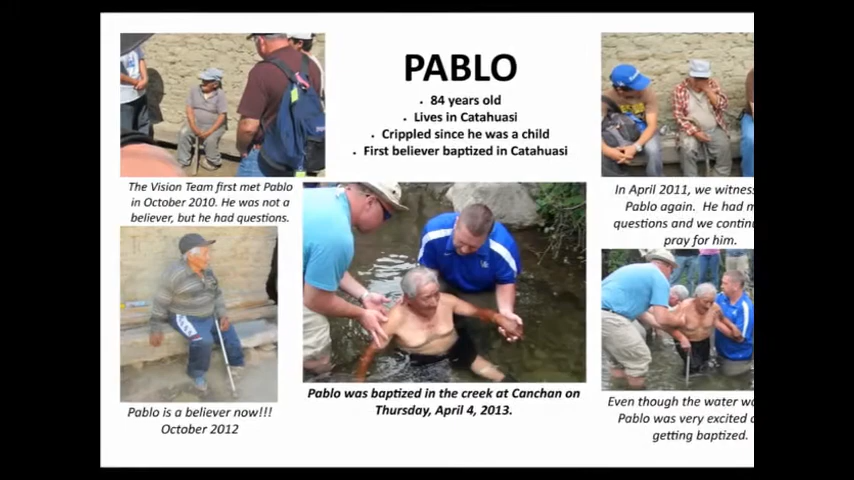 PABLO
• 84 years old
• Lives in Catahuasi
• Crippled since he was a child
• First believer baptized in Catahuasi
The Vision Team first met Pablo
in October 2010. He was not a
believer, but he had questions.
In April 2011, we witness
Pablo again. He had m
questions and we contin
pray for him.
Pablo is a believer now!!!
October 2012
Pablo was baptized in the creek at Canchan on
Thursday, April 4, 2013.
Even though the water wa
Pablo was very excited a
getting baptized.